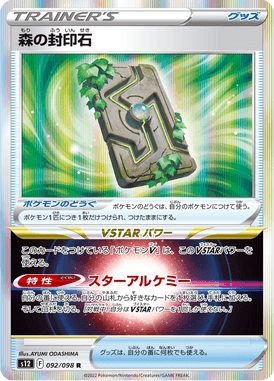 TRAINER'S
グッズ
もり ふういんせき
森の封印石
ポケモンのどうぐ
ポケモンのどうぐは、自分のポケモンにつけて使う。
ポケモン1匹につき1枚だけつけられ、つけたままにする。
VSTARパワー
このカードをつけている「ポケモンV」は、このVSTARパワーを
使える。
特性 スターアルケミー
自分の番に使える。自分の山札から好きなカードを1枚選び、手札に加える。
そして山札を切る。[対戦中、自分はVSTARパワーを1回しか使えない。]
s12 F 092/098 R
グッズは、自分の番に何枚でも使える。
Illus.AYUMI ODASHIMA
©2022 Pokémon/Nintendo/Creatures/GAME FREAK.